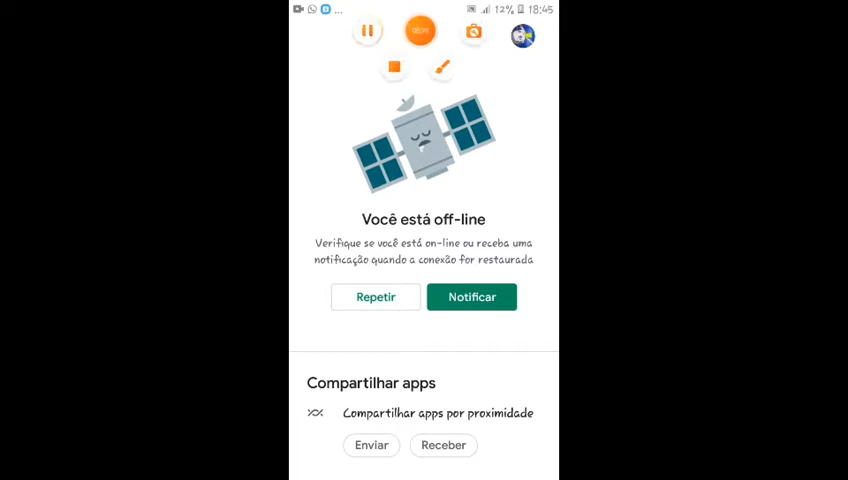 ... 12% 18:45
Você está off-line
Verifique se você está on-line ou receba uma
notificação quando a conexão for restaurada
Repetir Notificar
Compartilhar apps
Compartilhar apps por proximidade
Enviar Receber